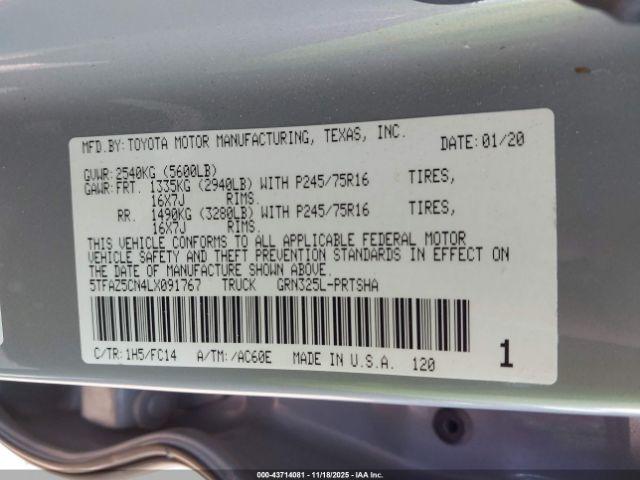 MFD.BY:TOYOTA MOTOR MANUFACTURING, TEXAS, INC. DATE:01/20
GVWR:2540KG (5600LB)
GAWR:FRT. 1335KG (2940LB) WITH P245/75R16 TIRES,
16X7J RIMS.
RR. 1490KG (3280LB) WITH P245/75R16 TIRES,
16X7J RIMS.
THIS VEHICLE CONFORMS TO ALL APPLICABLE FEDERAL MOTOR
VEHICLE SAFETY AND THEFT PREVENTION STANDARDS IN EFFECT ON
THE DATE OF MANUFACTURE SHOWN ABOVE.
5TFAZ5CN4LX091767 TRUCK GRN325L-PRTSHA
C/TR:1H5/FC14 A/TM:/AC60E MADE IN U.S.A. 120 1
00-43714081 - 11/18/2025 - IAA Inc.